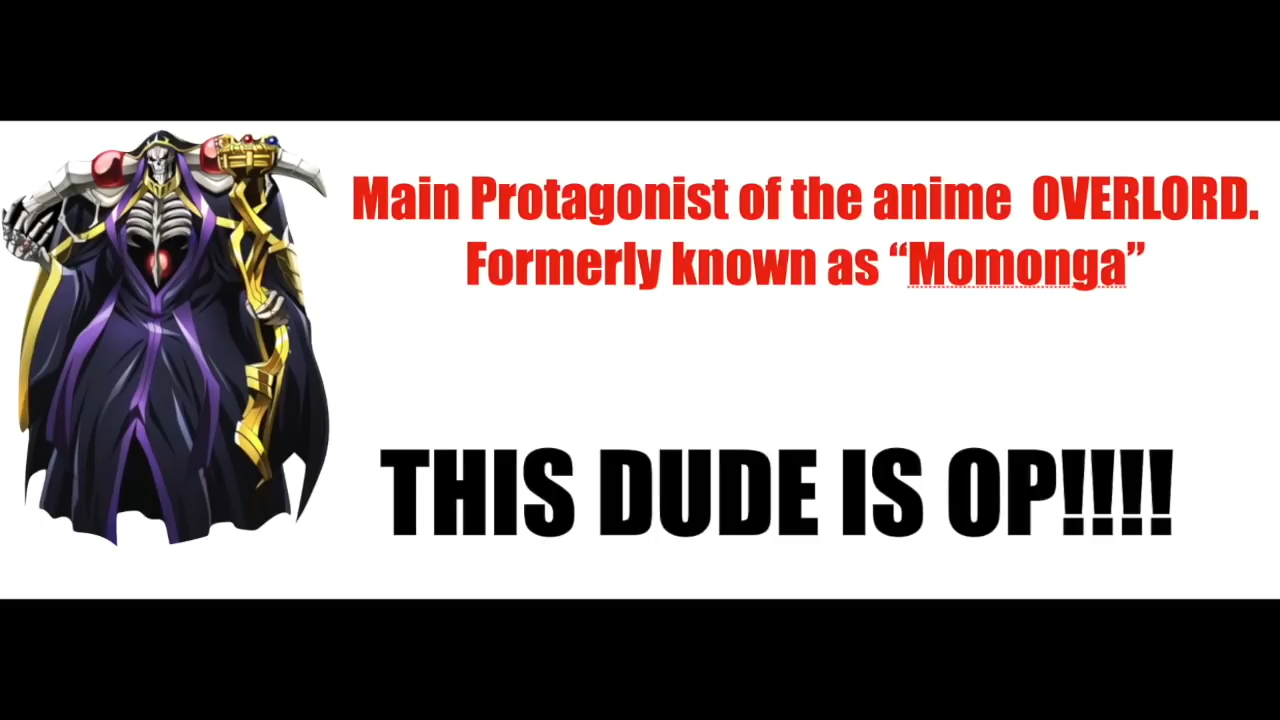 Main Protagonist of the anime OVERLORD.
Formerly known as “Momonga”
THIS DUDE IS OP!!!!